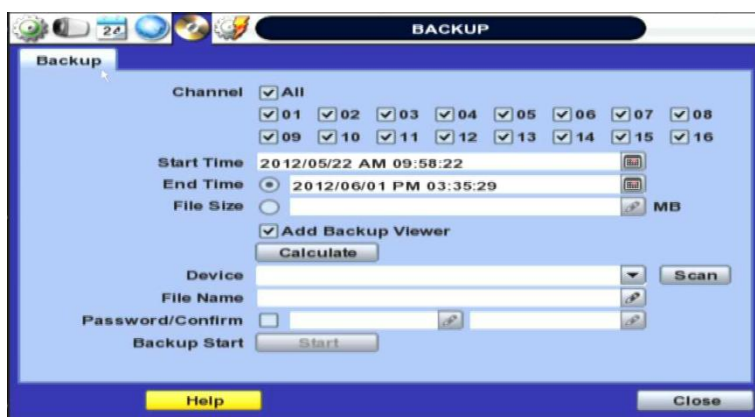 24
BACKUP
Backup
Channel All
01 02 03 04 05 06 07 08
09 10 11 12 13 14 15 16
Start Time 2012/05/22 AM 09:58:22
End Time 2012/06/01 PM 03:35:29
File Size MB
Add Backup Viewer
Calculate
Device Scan
File Name
Password/Confirm
Backup Start Start
Help Close